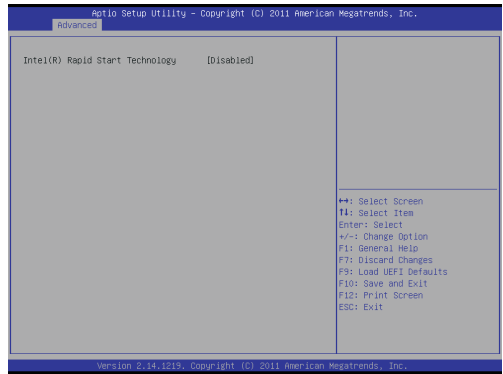 Aptio Setup Utility – Copyright (C) 2011 American Megatrends, Inc.
Advanced
Intel(R) Rapid Start Technology [Disabled]
↔: Select Screen
↑↓: Select Item
Enter: Select
+/-: Change Option
F1: General Help
F7: Discard Changes
F9: Load UEFI Defaults
F10: Save and Exit
F12: Print Screen
ESC: Exit
Version 2.14.1219. Copyright (C) 2011 American Megatrends, Inc.